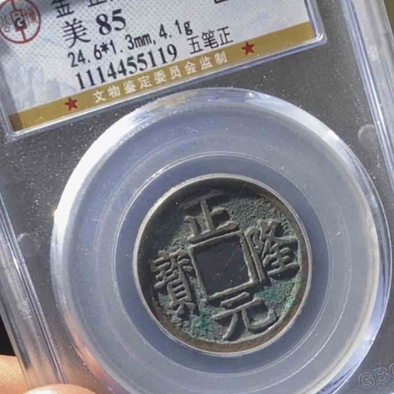 美 85
24.6*1.3mm, 4.1g
1114455119 五笔正
文物鉴定委员会监制
正
隆
元
寶